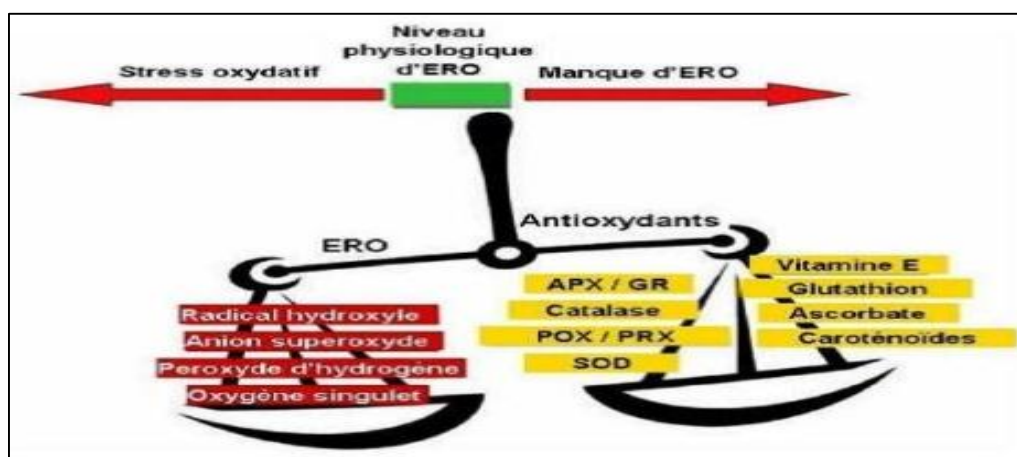 Niveau
physiologique
d'ERO
Stress oxydatif
Manque d'ERO
Antioxydants
ERO
Radical hydroxyle
Anion superoxyde
Peroxyde d'hydrogène
Oxygène singulet
APX / GR
Catalase
POX / PRX
SOD
Vitamine E
Glutathion
Ascorbate
Caroténoïdes